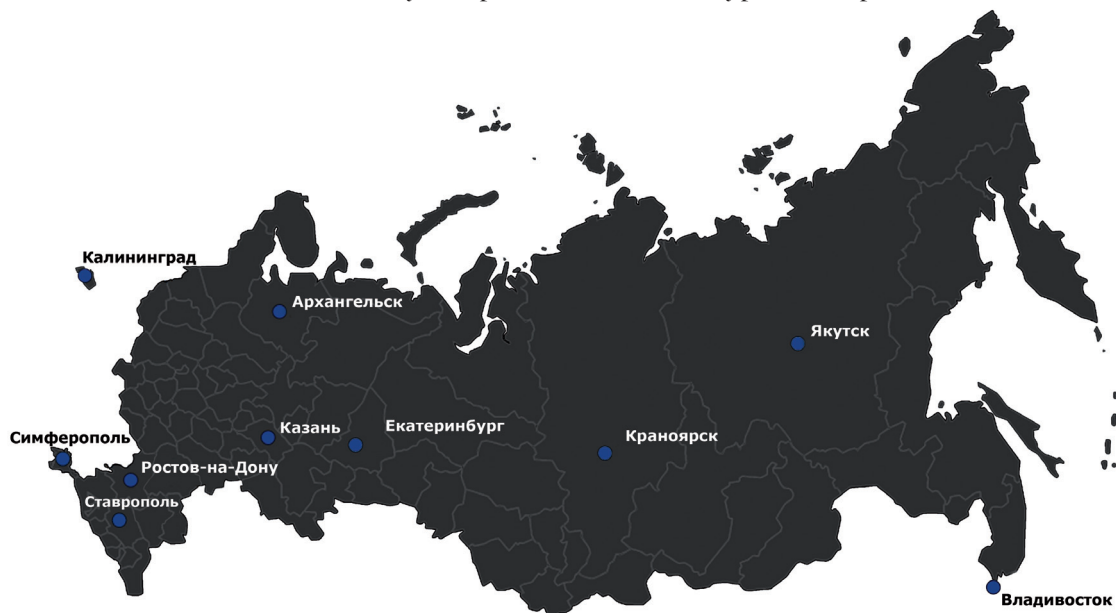 Калининград
Архангельск
Якутск
Казань
Екатеринбург
Краноярск
Симферополь
Ростов-на-Дону
Ставрополь
Владивосток